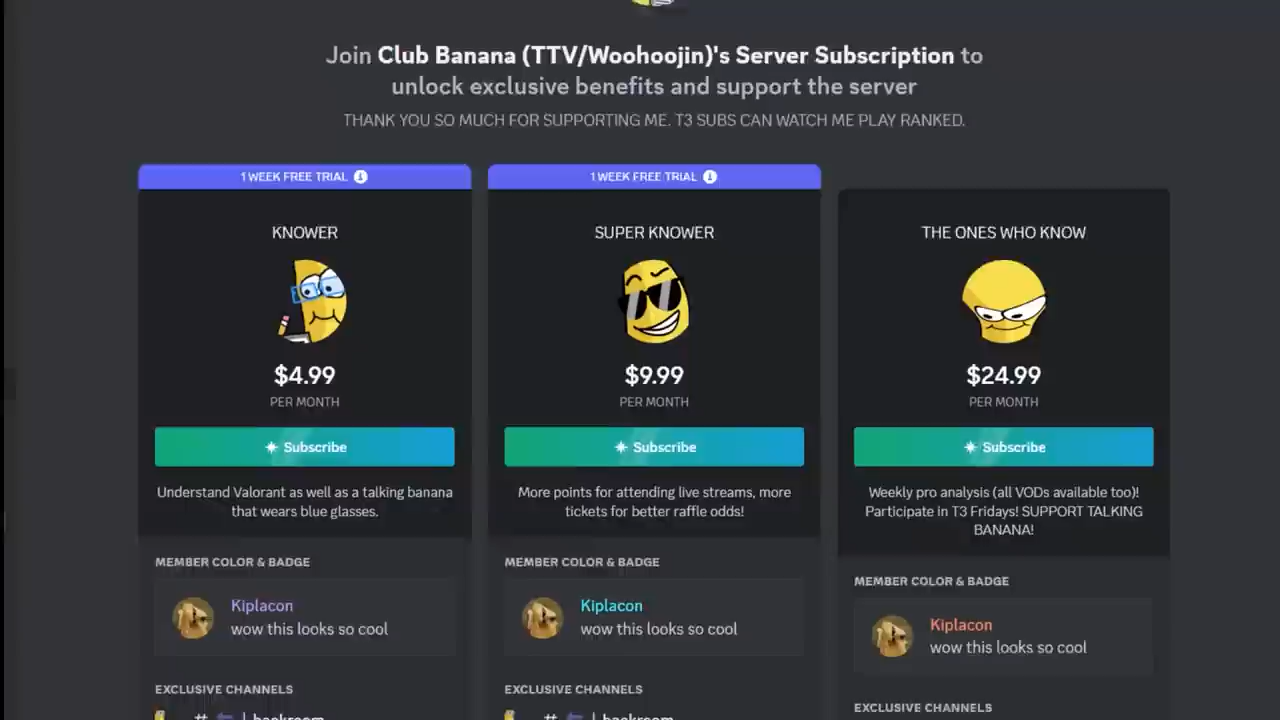 Join Club Banana (TTV/Woohoojin)'s Server Subscription to
unlock exclusive benefits and support the server
THANK YOU SO MUCH FOR SUPPORTING ME. T3 SUBS CAN WATCH ME PLAY RANKED.
1 WEEK FREE TRIAL
KNOWER
$4.99
PER MONTH
Subscribe
Understand Valorant as well as a talking banana
that wears blue glasses.
MEMBER COLOR & BADGE
Kiplacon
wow this looks so cool
EXCLUSIVE CHANNELS
# | backroom
1 WEEK FREE TRIAL
SUPER KNOWER
$9.99
PER MONTH
Subscribe
More points for attending live streams, more
tickets for better raffle odds!
MEMBER COLOR & BADGE
Kiplacon
wow this looks so cool
EXCLUSIVE CHANNELS
# | backroom
THE ONES WHO KNOW
$24.99
PER MONTH
Subscribe
Weekly pro analysis (all VODs available too)!
Participate in T3 Fridays! SUPPORT TALKING
BANANA!
MEMBER COLOR & BADGE
Kiplacon
wow this looks so cool
EXCLUSIVE CHANNELS